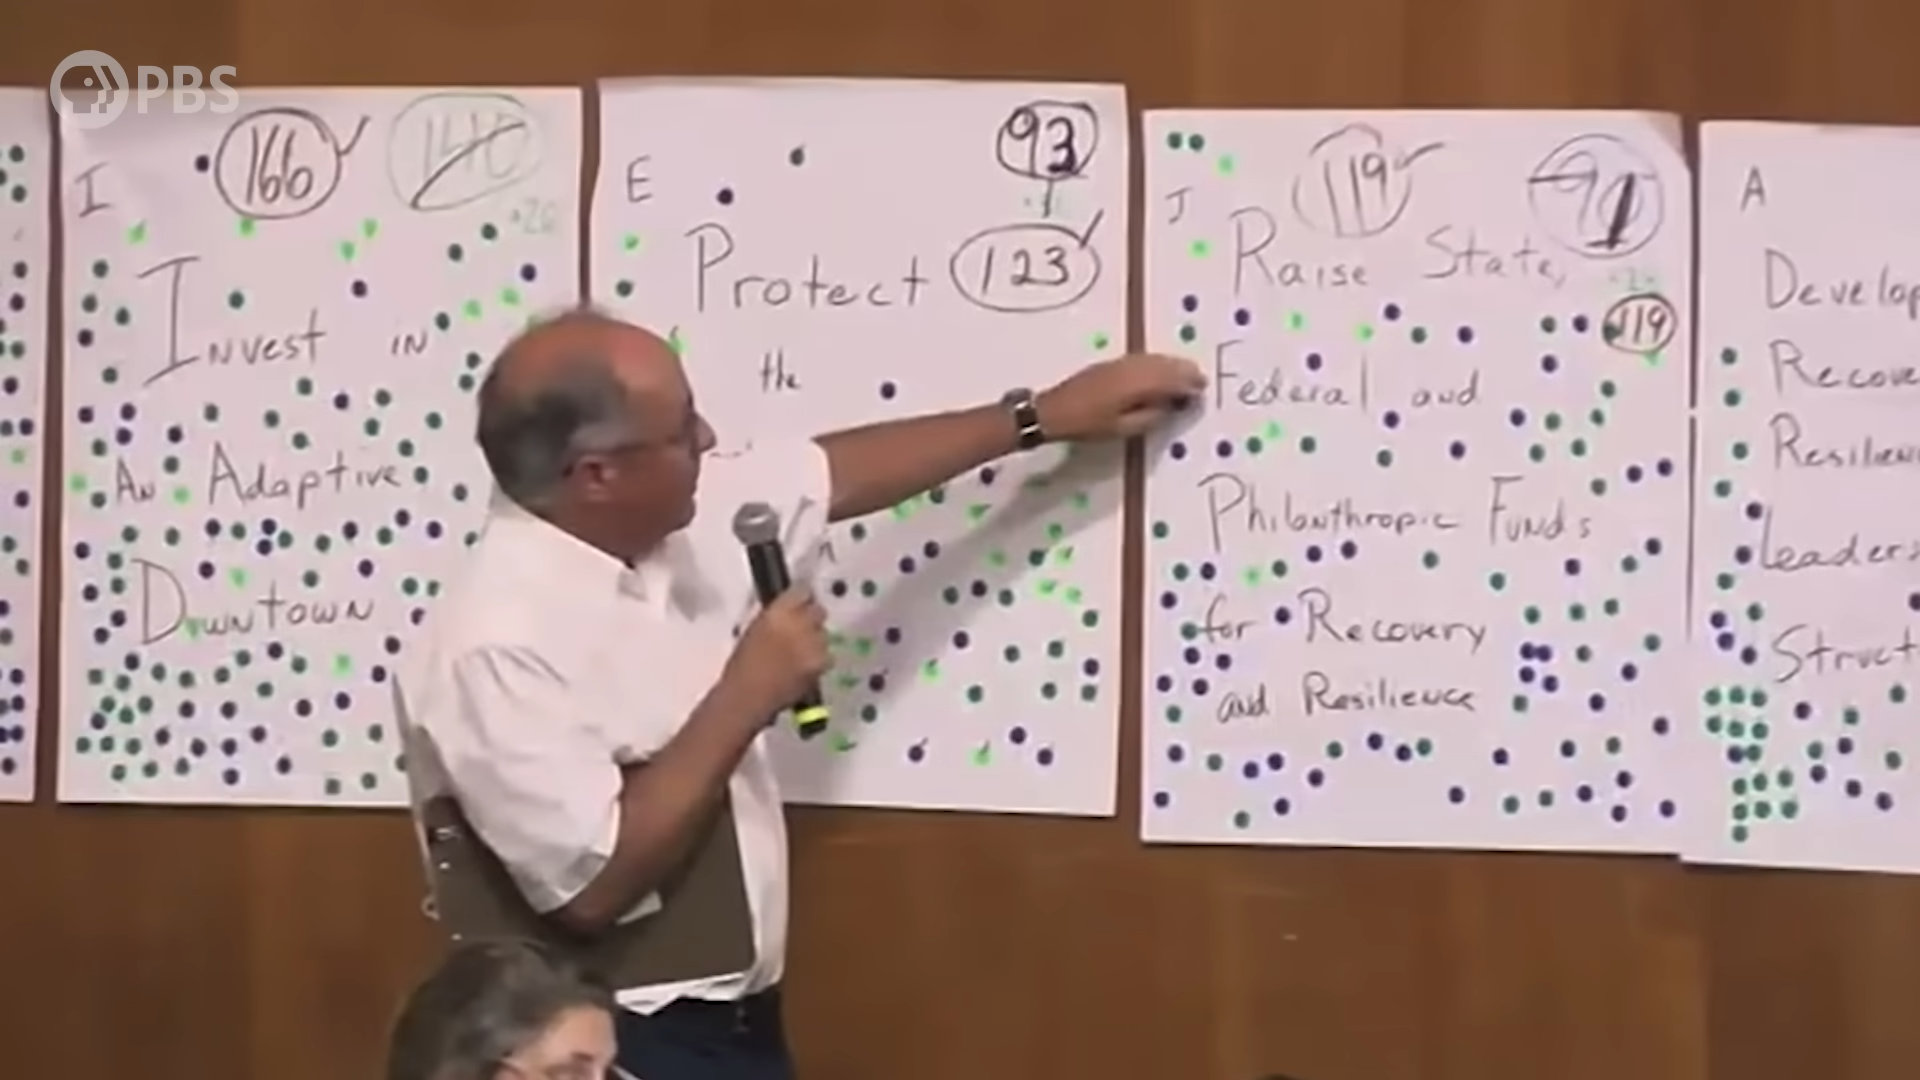 PBS
I 166 140
+26
Invest in
An Adaptive
Downtown
E 93
Protect 123
the
J 119
Raise State,
119
Federal and
Philanthropic Funds
for Recovery
and Resilience
A
Develop
Recove
Resilien
Leaders
Struct